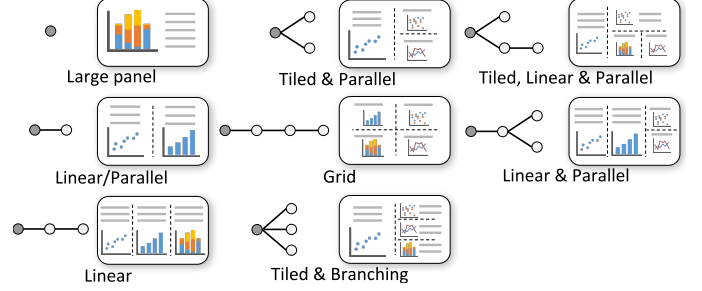 Large panel
Tiled & Parallel
Tiled, Linear & Parallel
Linear/Parallel
Grid
Linear & Parallel
Linear
Tiled & Branching